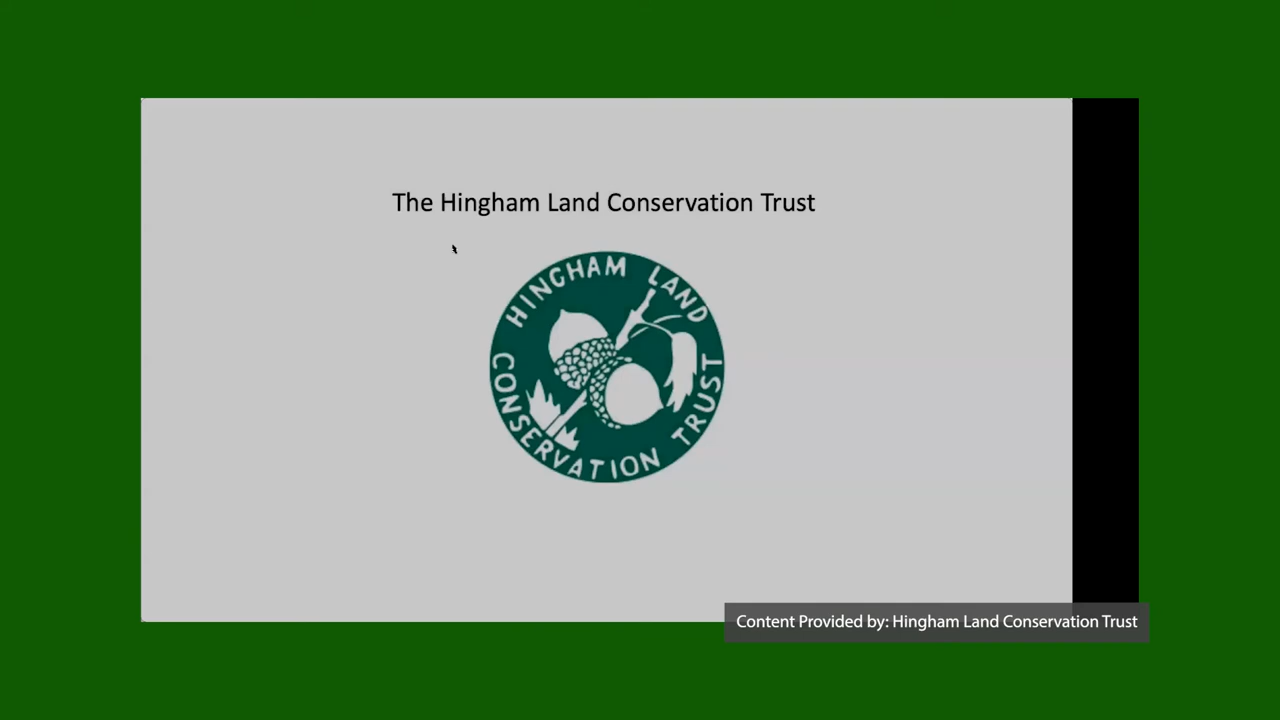 The Hingham Land Conservation Trust
HINGHAM LAND
CONSERVATION TRUST
Content Provided by: Hingham Land Conservation Trust